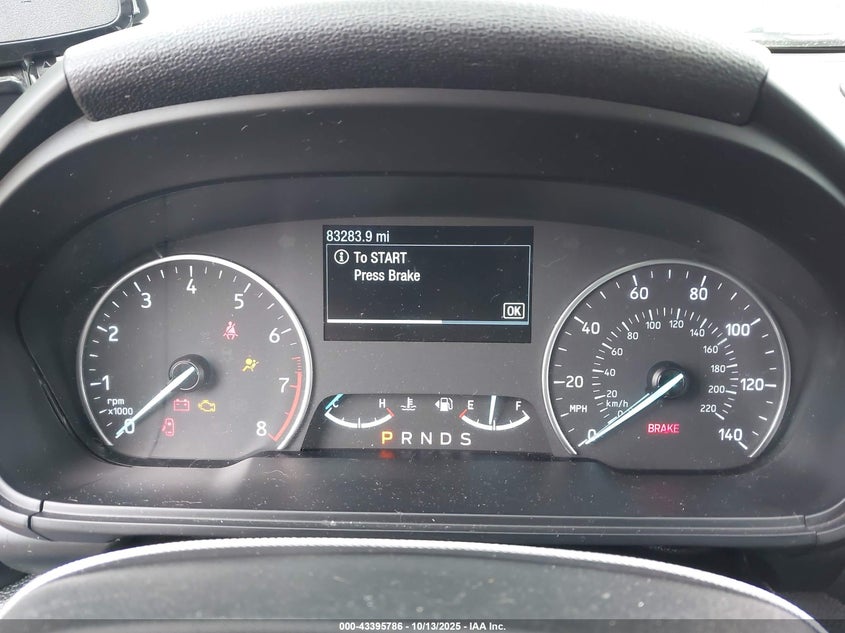 83283.9 mi
To START
Press Brake
OK
0 1 2 3 4 5 6 7 8
rpm
x1000
C H
E F
P R N D S
0 20 40 60 80 100 120 140
MPH
0 20 40 60 80 100 120 140 160 180 200 220
km/h
BRAKE
000-43395786 - 10/13/2025 - IAA Inc.